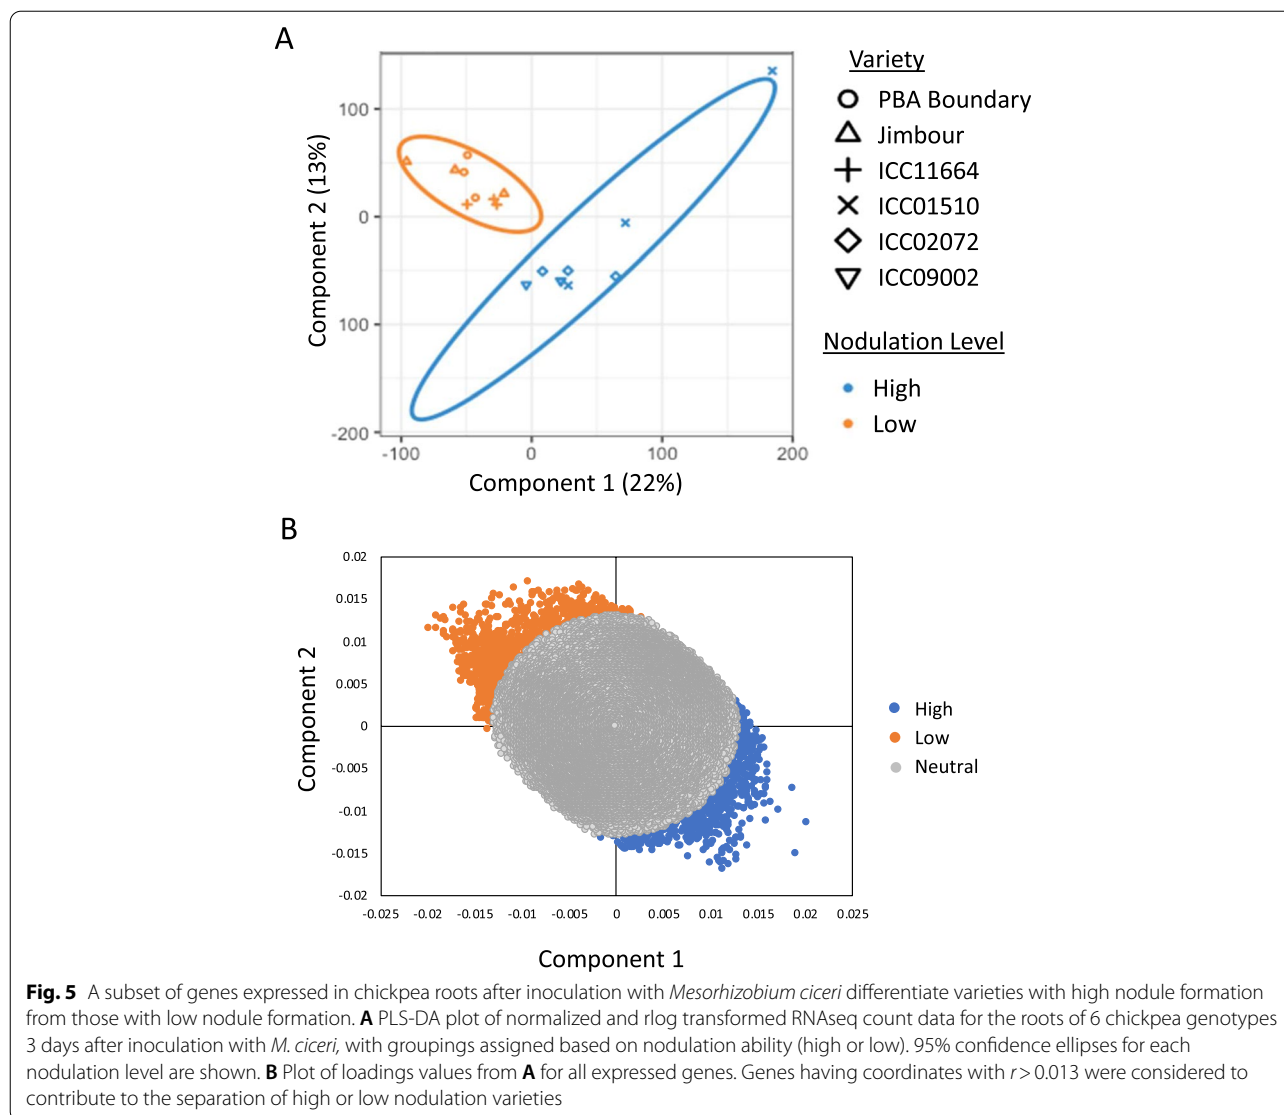 A
Variety
PBA Boundary
Jimbour
ICC11664
ICC01510
ICC02072
ICC09002
Nodulation Level
High
Low
Component 2 (13%)
100
0
100
-200
-100 0 100 200
Component 1 (22%)
B
Component 2
0.02
0.015
0.01
0.005
0
-0.005
-0.01
-0.015
-0.02
-0.025 -0.02 -0.015 -0.01 -0.005 0 0.005 0.01 0.015 0.02 0.025
High
Low
Neutral
Component 1
Fig. 5 A subset of genes expressed in chickpea roots after inoculation with Mesorhizobium ciceri differentiate varieties with high nodule formation
from those with low nodule formation. A PLS-DA plot of normalized and rlog transformed RNAseq count data for the roots of 6 chickpea genotypes
3 days after inoculation with M. ciceri, with groupings assigned based on nodulation ability (high or low). 95% confidence ellipses for each
nodulation level are shown. B Plot of loadings values from A for all expressed genes. Genes having coordinates with r > 0.013 were considered to
contribute to the separation of high or low nodulation varieties